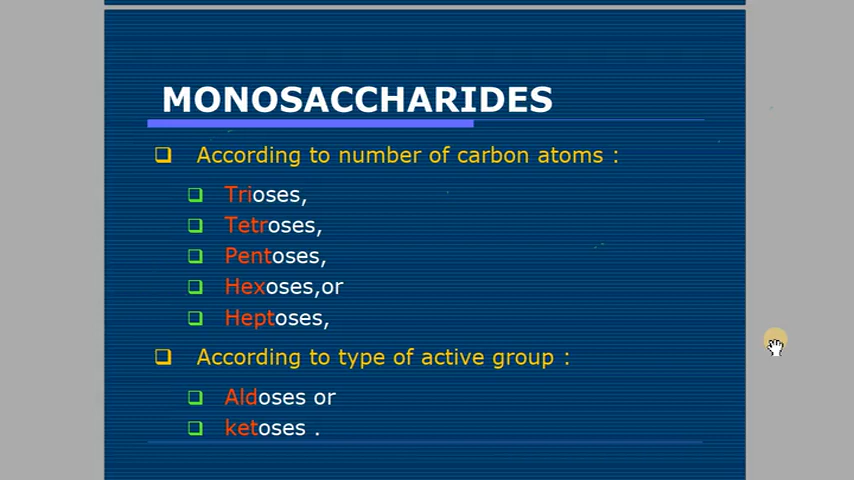 MONOSACCHARIDES
According to number of carbon atoms :
Trioses,
Tetroses,
Pentoses,
Hexoses,or
Heptoses,
According to type of active group :
Aldoses or
ketoses .